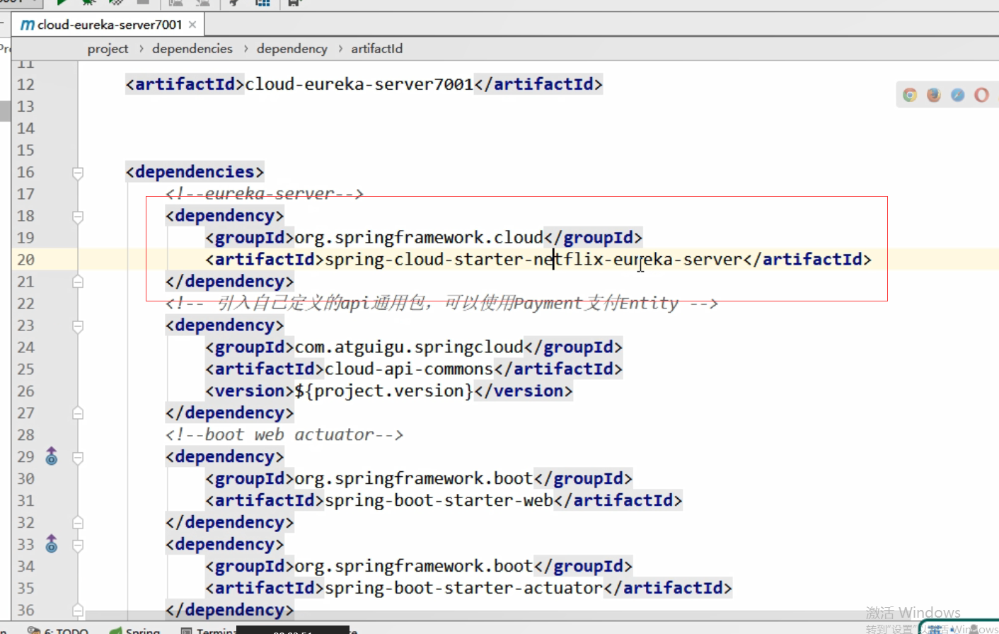 cloud-eureka-server7001
project › dependencies › dependency › artifactId
11
12 <artifactId>cloud-eureka-server7001</artifactId>
13
14
15
16 <dependencies>
17 <!--eureka-server-->
18 <dependency>
19 <groupId>org.springframework.cloud</groupId>
20 <artifactId>spring-cloud-starter-netflix-eureka-server</artifactId>
21 </dependency>
22 <!-- 引入自己定义的api通用包，可以使用Payment支付Entity -->
23 <dependency>
24 <groupId>com.atguigu.springcloud</groupId>
25 <artifactId>cloud-api-commons</artifactId>
26 <version>${project.version}</version>
27 </dependency>
28 <!--boot web actuator-->
29 <dependency>
30 <groupId>org.springframework.boot</groupId>
31 <artifactId>spring-boot-starter-web</artifactId>
32 </dependency>
33 <dependency>
34 <groupId>org.springframework.boot</groupId>
35 <artifactId>spring-boot-starter-actuator</artifactId>
36 </dependency>
激活 Windows
转到"设置"以激活 Windows
6: TODO Spring